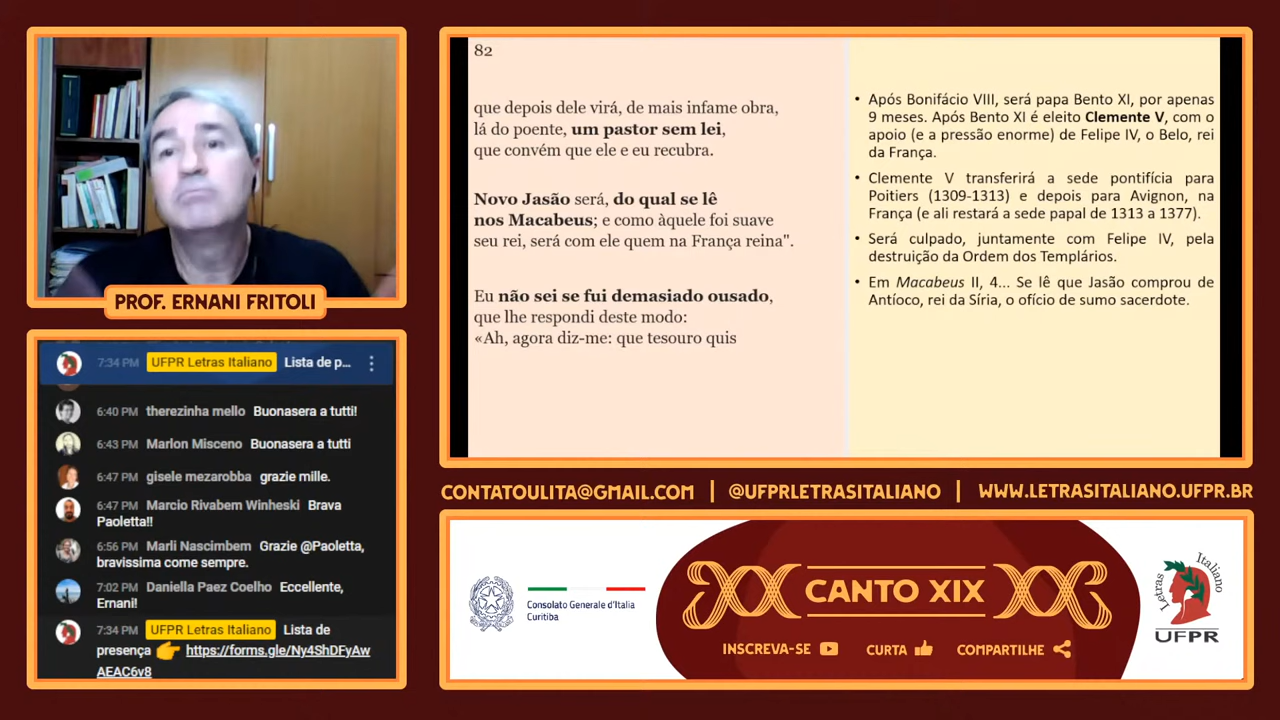 PROF. ERNANI FRITOLI
7:34 PM UFPR Letras Italiano Lista de p...
6:40 PM therezinha mello Buonasera a tutti!
6:43 PM Marlon Misceno Buonasera a tutti
6:47 PM gisele mezarobba grazie mille.
6:47 PM Marcio Rivabem Winheski Brava
Paoletta!!
6:56 PM Marli Nascimbem Grazie @Paoletta,
bravissima come sempre.
7:02 PM Daniella Paez Coelho Eccellente,
Ernani!
7:34 PM UFPR Letras Italiano Lista de
presença 👉 https://forms.gle/Ny4ShDFyAw
AEAC6v8
82
que depois dele virá, de mais infame obra,
lá do poente, um pastor sem lei,
que convém que ele e eu recubra.
Novo Jasão será, do qual se lê
nos Macabeus; e como àquele foi suave
seu rei, será com ele quem na França reina".
Eu não sei se fui demasiado ousado,
que lhe respondi deste modo:
«Ah, agora diz-me: que tesouro quis
• Após Bonifácio VIII, será papa Bento XI, por apenas
9 meses. Após Bento XI é eleito Clemente V, com o
apoio (e a pressão enorme) de Felipe IV, o Belo, rei
da França.
• Clemente V transferirá a sede pontifícia para
Poitiers (1309-1313) e depois para Avignon, na
França (e ali restará a sede papal de 1313 a 1377).
• Será culpado, juntamente com Felipe IV, pela
destruição da Ordem dos Templários.
• Em Macabeus II, 4... Se lê que Jasão comprou de
Antíoco, rei da Síria, o ofício de sumo sacerdote.
CONTATOULITA@GMAIL.COM | @UFPRLETRASITALIANO | WWW.LETRASITALIANO.UFPR.BR
Consolato Generale d'Italia
Curitiba
CANTO XIX
INSCREVA-SE CURTA COMPARTILHE
Letras Italiano
UFPR